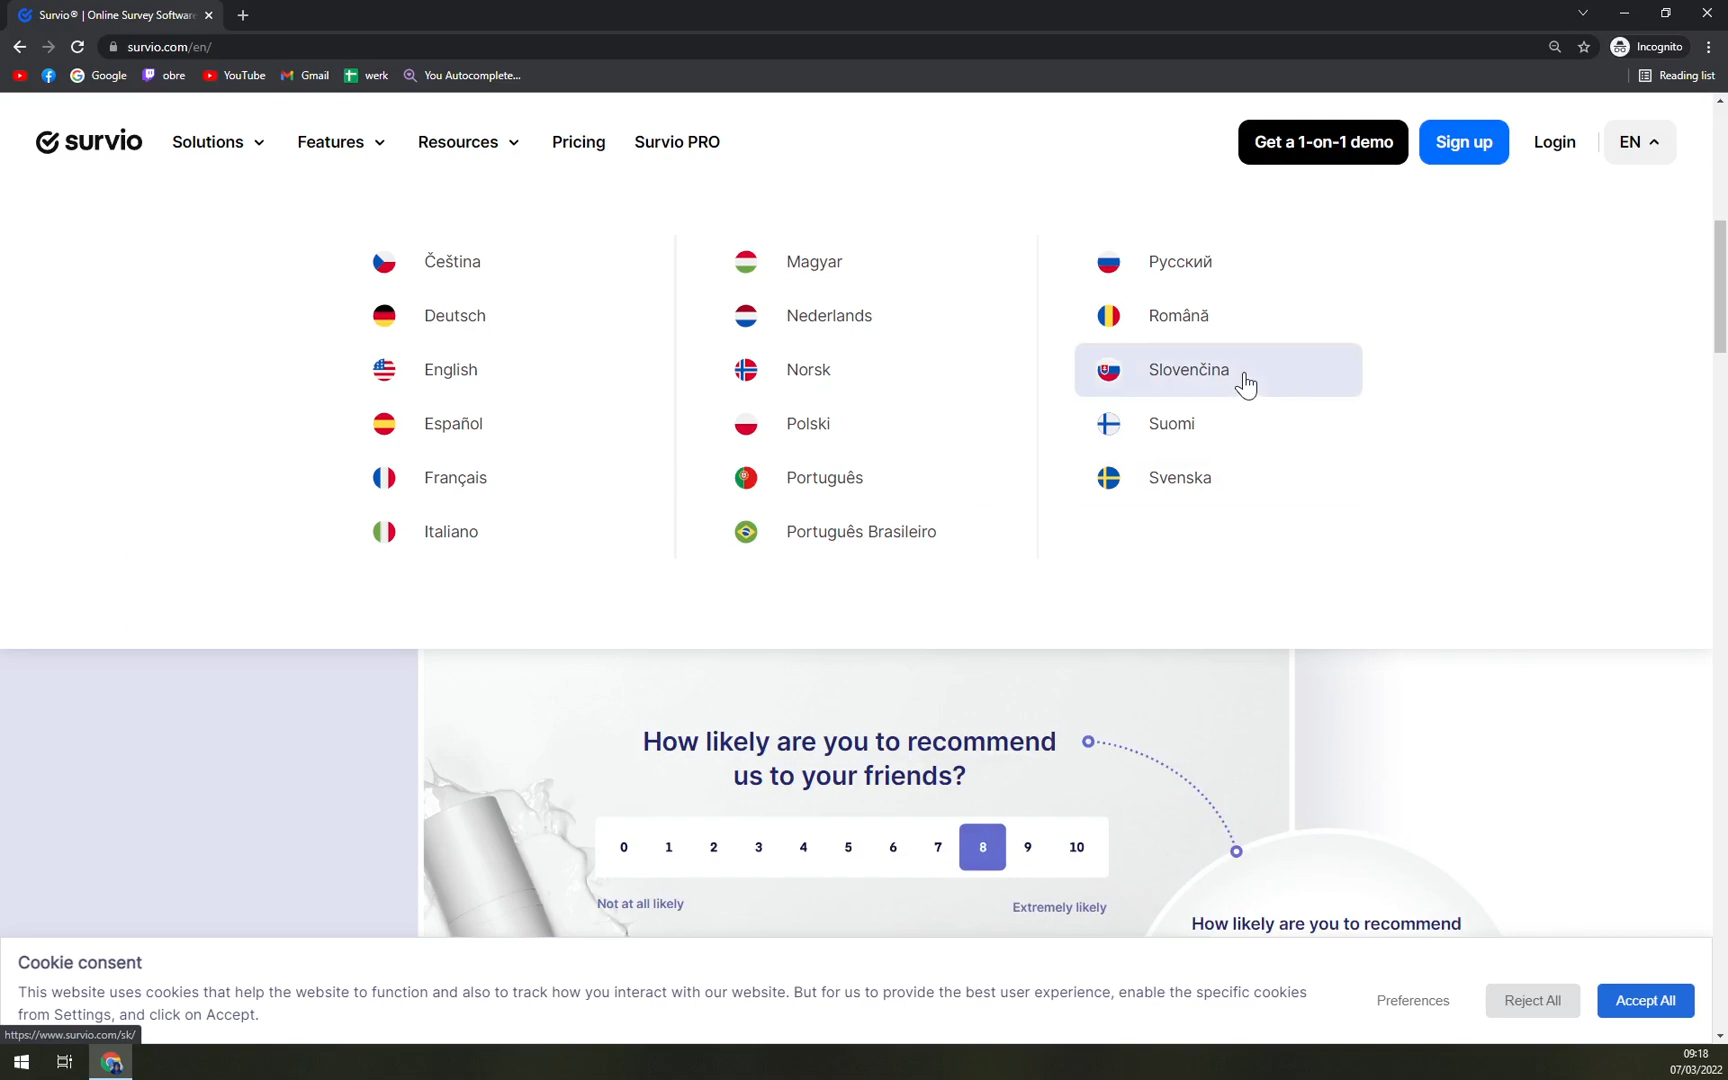 Survio® | Online Survey Software
survio.com/en/
Incognito
Google
obre
YouTube
Gmail
werk
You Autocomplete...
Reading list
survio
Solutions
Features
Resources
Pricing
Survio PRO
Get a 1-on-1 demo
Sign up
Login
EN
Čeština
Deutsch
English
Español
Français
Italiano
Magyar
Nederlands
Norsk
Polski
Português
Português Brasileiro
Русский
Română
Slovenčina
Suomi
Svenska
How likely are you to recommend
us to your friends?
0 1 2 3 4 5 6 7 8 9 10
Not at all likely
Extremely likely
How likely are you to recommend
Cookie consent
This website uses cookies that help the website to function and also to track how you interact with our website. But for us to provide the best user experience, enable the specific cookies
from Settings, and click on Accept.
Preferences
Reject All
Accept All
https://www.survio.com/sk/
09:18
07/03/2022